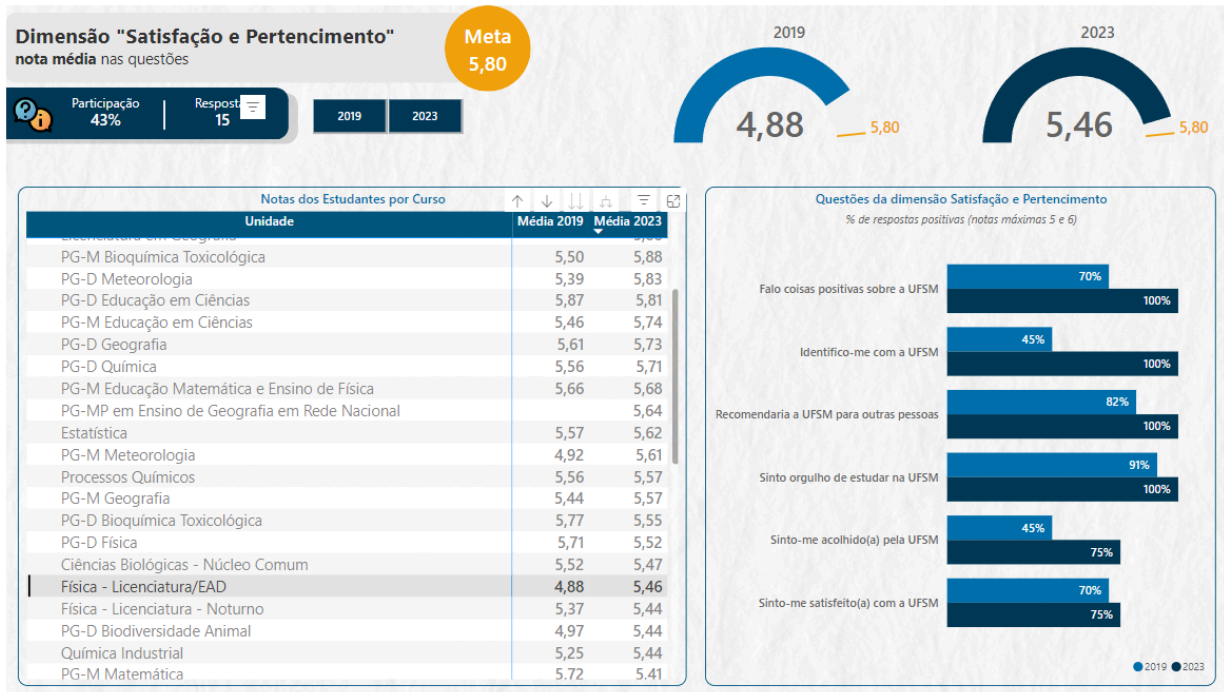 Dimensão "Satisfação e Pertencimento"
nota média nas questões
Meta
5,80
Participação
43%
Respost
15
2019
2023
2019
4,88
5,80
2023
5,46
5,80
Notas dos Estudantes por Curso
Unidade Média 2019 Média 2023
PG-M Bioquímica Toxicológica 5,50 5,88
PG-D Meteorologia 5,39 5,83
PG-D Educação em Ciências 5,87 5,81
PG-M Educação em Ciências 5,46 5,74
PG-D Geografia 5,61 5,73
PG-D Química 5,56 5,71
PG-M Educação Matemática e Ensino de Física 5,66 5,68
PG-MP em Ensino de Geografia em Rede Nacional 5,64
Estatística 5,57 5,62
PG-M Meteorologia 4,92 5,61
Processos Químicos 5,56 5,57
PG-M Geografia 5,44 5,57
PG-D Bioquímica Toxicológica 5,77 5,55
PG-D Física 5,71 5,52
Ciências Biológicas - Núcleo Comum 5,52 5,47
Física - Licenciatura/EAD 4,88 5,46
Física - Licenciatura - Noturno 5,37 5,44
PG-D Biodiversidade Animal 4,97 5,44
Química Industrial 5,25 5,44
PG-M Matemática 5.72 5.41
Questões da dimensão Satisfação e Pertencimento
% de respostas positivas (notas máximas 5 e 6)
Falo coisas positivas sobre a UFSM 70%
100%
Identifico-me com a UFSM 45%
100%
Recomendaria a UFSM para outras pessoas 82%
100%
Sinto orgulho de estudar na UFSM 91%
100%
Sinto-me acolhido(a) pela UFSM 45%
75%
Sinto-me satisfeito(a) com a UFSM 70%
75%
2019 2023